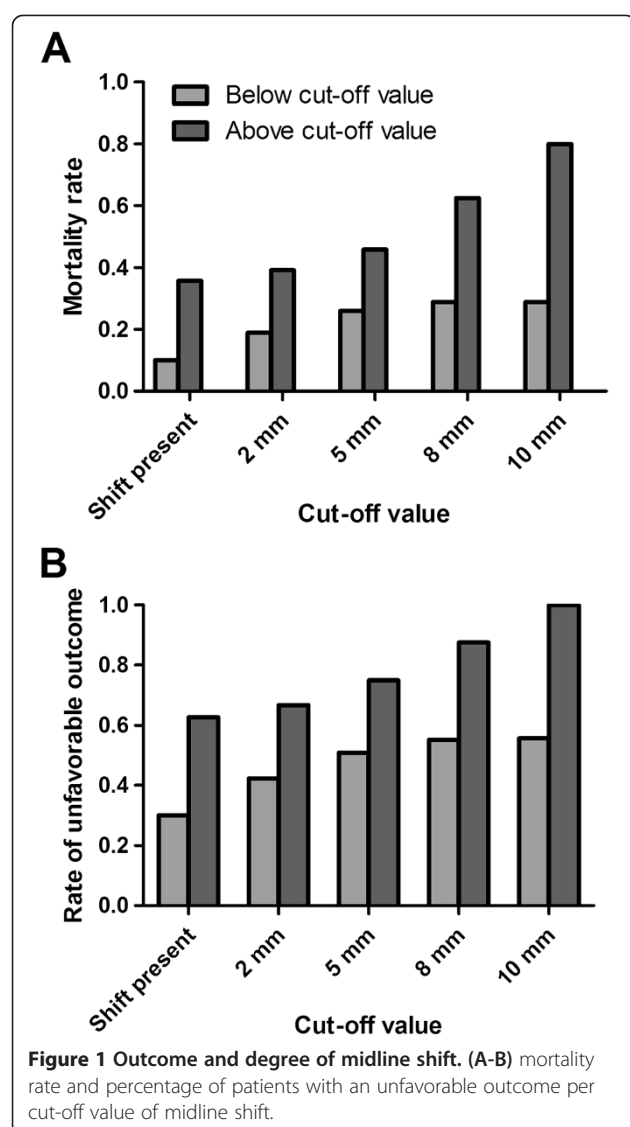 A
1.0
0.8
0.6
0.4
0.2
0.0
Mortality rate
Below cut-off value
Above cut-off value
Shift present
2 mm
5 mm
8 mm
10 mm
Cut-off value
B
1.0
0.8
0.6
0.4
0.2
0.0
Rate of unfavorable outcome
Shift present
2 mm
5 mm
8 mm
10 mm
Cut-off value
Figure 1 Outcome and degree of midline shift. (A-B) mortality
rate and percentage of patients with an unfavorable outcome per
cut-off value of midline shift.